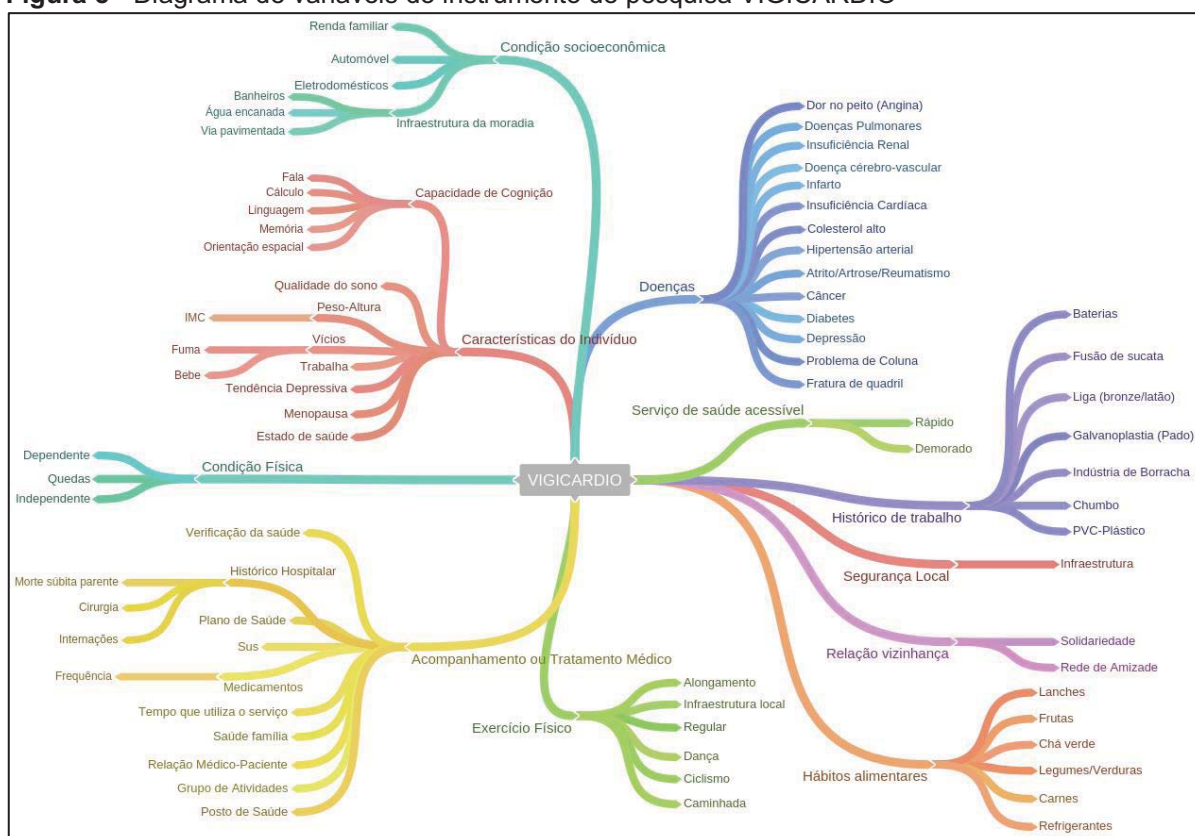 Renda familiar
Automóvel
Eletrodomésticos
Condição socioeconômica
Banheiros
Água encanada
Via pavimentada
Infraestrutura da moradia
Fala
Cálculo
Linguagem
Memória
Orientação espacial
Capacidade de Cognição
Qualidade do sono
Peso-Altura
IMC
Vícios
Fuma
Bebe
Trabalha
Tendência Depressiva
Menopausa
Estado de saúde
Características do Indivíduo
Dependente
Quedas
Independente
Condição Física
VIGICARDIO
Verificação da saúde
Histórico Hospitalar
Morte súbita parente
Cirurgia
Internações
Plano de Saúde
Sus
Frequência
Medicamentos
Tempo que utiliza o serviço
Saúde família
Relação Médico-Paciente
Grupo de Atividades
Posto de Saúde
Acompanhamento ou Tratamento Médico
Doenças
Dor no peito (Angina)
Doenças Pulmonares
Insuficiência Renal
Doença cérebro-vascular
Infarto
Insuficiência Cardíaca
Colesterol alto
Hipertensão arterial
Atrito/Artrose/Reumatismo
Câncer
Diabetes
Depressão
Problema de Coluna
Fratura de quadril
Serviço de saúde acessível
Rápido
Demorado
Histórico de trabalho
Baterias
Fusão de sucata
Liga (bronze/latão)
Galvanoplastia (Pado)
Indústria de Borracha
Chumbo
PVC-Plástico
Segurança Local
Infraestrutura
Relação vizinhança
Solidariedade
Rede de Amizade
Exercício Físico
Alongamento
Infraestrutura local
Regular
Dança
Ciclismo
Caminhada
Hábitos alimentares
Lanches
Frutas
Chá verde
Legumes/Verduras
Carnes
Refrigerantes